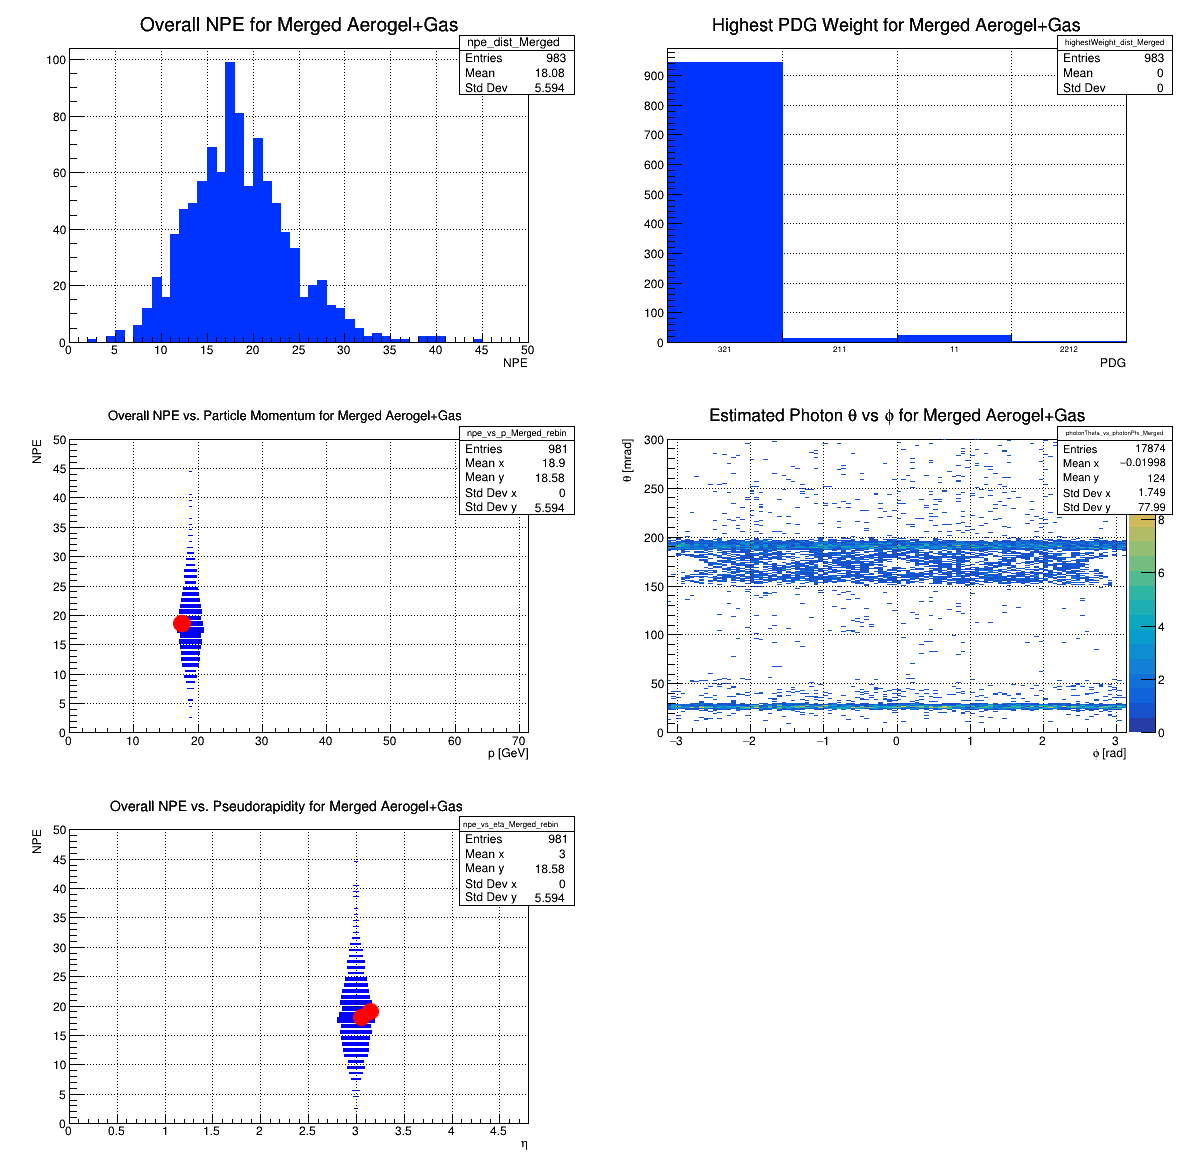 Overall NPE for Merged Aerogel+Gas
npe_dist_Merged
Entries 983
Mean 18.08
Std Dev 5.594
100
80
60
40
20
0
0 5 10 15 20 25 30 35 40 45 50
NPE
Highest PDG Weight for Merged Aerogel+Gas
highestWeight_dist_Merged
Entries 983
Mean 0
Std Dev 0
900
800
700
600
500
400
300
200
100
0
321 211 11 2212
PDG
Overall NPE vs. Particle Momentum for Merged Aerogel+Gas
npe_vs_p_Merged_rebin
Entries 981
Mean x 18.9
Mean y 18.58
Std Dev x 0
Std Dev y 5.594
NPE
50
45
40
35
30
25
20
15
10
5
0
0 10 20 30 40 50 60 70
p [GeV]
Estimated Photon θ vs ϕ for Merged Aerogel+Gas
photonTheta_vs_photonPhi_Merged
Entries 17874
Mean x −0.01998
Mean y 124
Std Dev x 1.749
Std Dev y 77.99
θ [mrad]
300
250
200
150
100
50
0
−3 −2 −1 0 1 2 3
ϕ [rad]
8
6
4
2
0
Overall NPE vs. Pseudorapidity for Merged Aerogel+Gas
npe_vs_eta_Merged_rebin
Entries 981
Mean x 3
Mean y 18.58
Std Dev x 0
Std Dev y 5.594
NPE
50
45
40
35
30
25
20
15
10
5
0
0 0.5 1 1.5 2 2.5 3 3.5 4 4.5
η